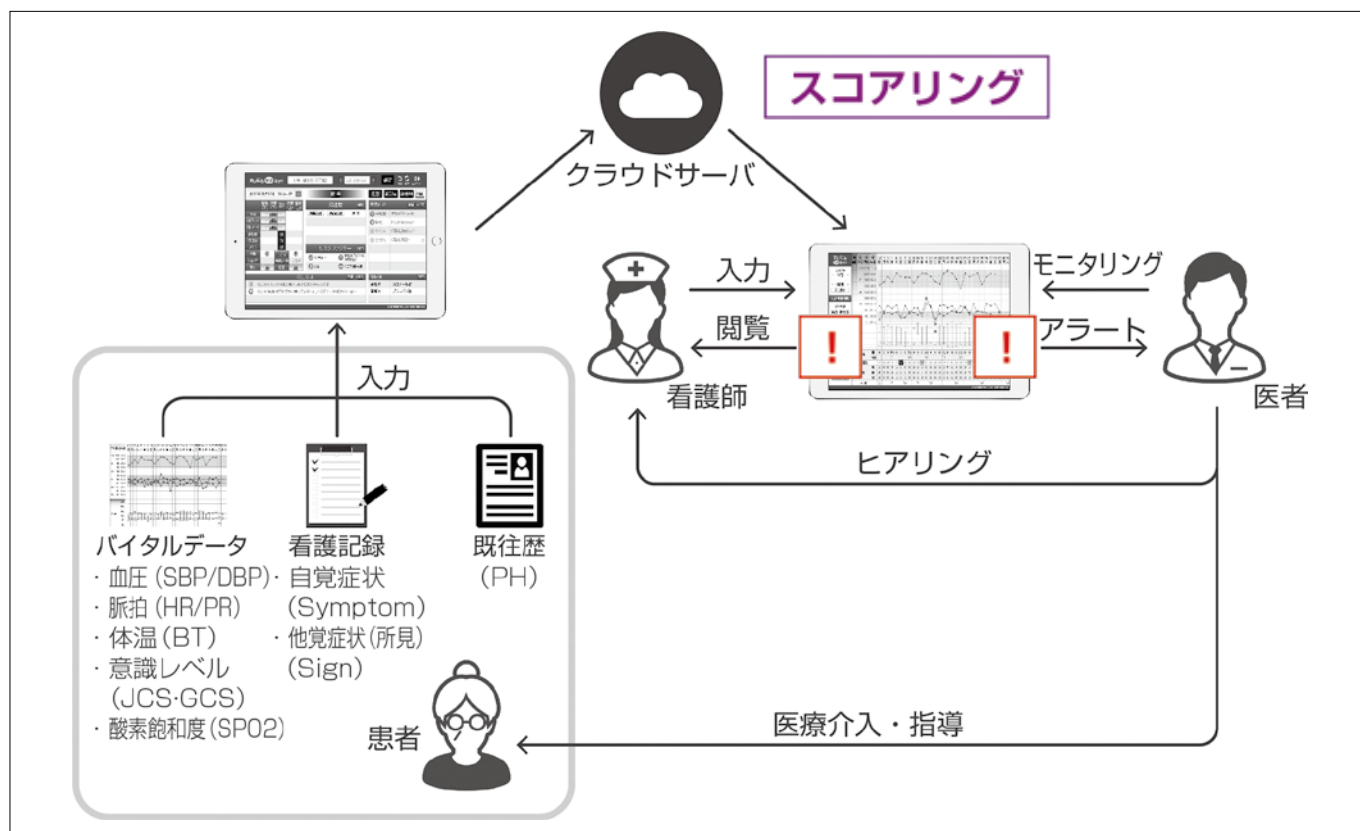 スコアリング
クラウドサーバ
入力
モニタリング
閲覧
アラート
看護師
医者
ヒアリング
入力
バイタルデータ
・血圧(SBP/DBP)
・脈拍(HR/PR)
・体温(BT)
・意識レベル
(JCS・GCS)
・酸素飽和度(SPO2)
看護記録
・自覚症状
(Symptom)
・他覚症状(所見)
(Sign)
既往歴
(PH)
患者
医療介入・指導
!
!